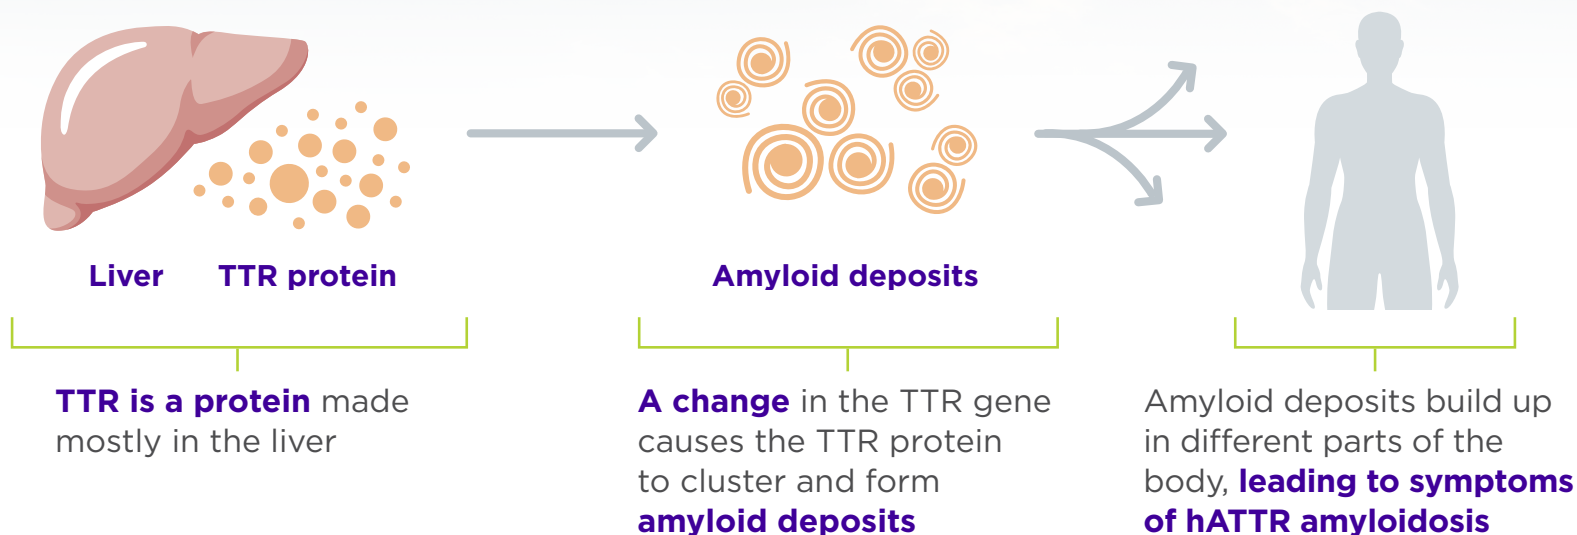 Liver
TTR protein
Amyloid deposits
TTR is a protein made
mostly in the liver
A change in the TTR gene
causes the TTR protein
to cluster and form
amyloid deposits
Amyloid deposits build up
in different parts of the
body, leading to symptoms
of hATTR amyloidosis